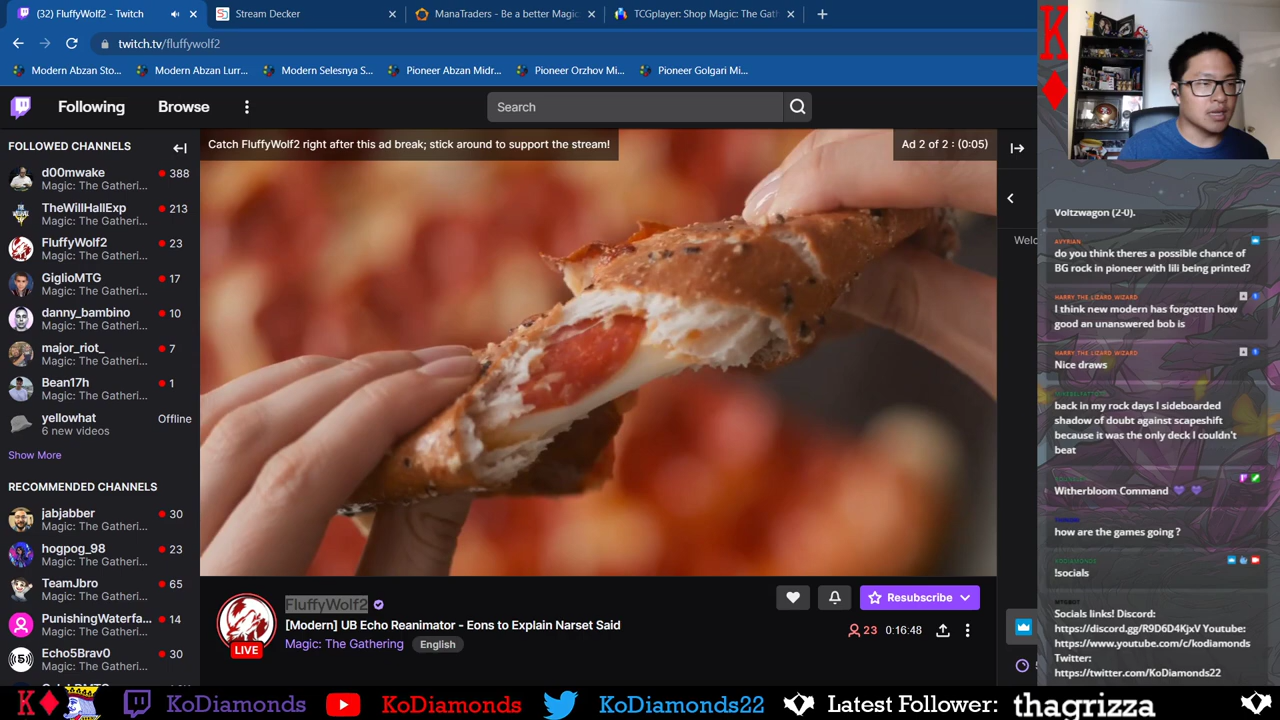 (32) FluffyWolf2 - Twitch
Stream Decker
ManaTraders - Be a better Magic
TCGplayer: Shop Magic: The Gath
twitch.tv/fluffywolf2
Modern Abzan Sto...
Modern Abzan Lurr...
Modern Selesnya S...
Pioneer Abzan Midr...
Pioneer Orzhov Mi...
Pioneer Golgari Mi...
Following
Browse
Search
FOLLOWED CHANNELS
d00mwake
388
Magic: The Gatheri...
TheWillHallExp
213
Magic: The Gatheri...
FluffyWolf2
23
Magic: The Gatheri...
GiglioMTG
17
Magic: The Gatheri...
danny_bambino
10
Magic: The Gatheri...
major_riot_
7
Magic: The Gatheri...
Bean17h
1
Magic: The Gatheri...
yellowhat
Offline
6 new videos
Show More
RECOMMENDED CHANNELS
jabjabber
30
Magic: The Gatheri...
hogpog_98
23
Magic: The Gatheri...
TeamJbro
65
Magic: The Gatheri...
PunishingWaterfa...
14
Magic: The Gatheri...
Echo5Brav0
30
Magic: The Gatheri...
Catch FluffyWolf2 right after this ad break; stick around to support the stream!
Ad 2 of 2 : (0:05)
Welc
FluffyWolf2
LIVE
[Modern] UB Echo Reanimator - Eons to Explain Narset Said
Magic: The Gathering
English
Resubscribe
23
0:16:48
K
Voltzwagon (2-0).
AVYRIAN
do you think theres a possible chance of
BG rock in pioneer with lili being printed?
HARRY THE LIZARD WIZARD
I think new modern has forgotten how
good an unanswered bob is
HARRY THE LIZARD WIZARD
Nice draws
back in my rock days I sideboarded
shadow of doubt against scapeshift
because it was the only deck I couldn't
beat
Witherbloom Command
how are the games going ?
KODIAMONDS
!socials
Socials links! Discord:
https://discord.gg/R9D6D4KjxV Youtube:
https://www.youtube.com/c/kodiamonds
Twitter:
https://twitter.com/KoDiamonds22
K
KoDiamonds
KoDiamonds
KoDiamonds22
Latest Follower:
thagrizza